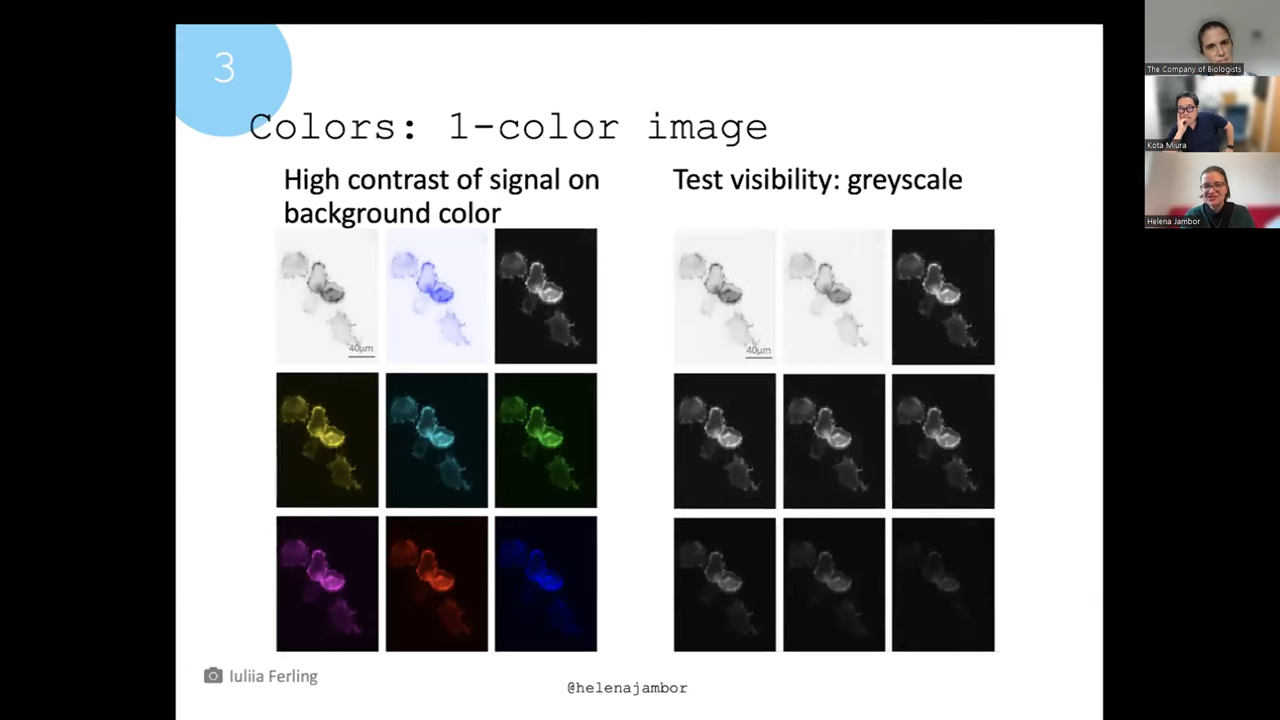 3
Colors: 1-color image
High contrast of signal on
background color
Test visibility: greyscale
40µm
40µm
Iuliia Ferling
@helenajambor
The Company of Biologists
Kota Miura
Helena Jambor